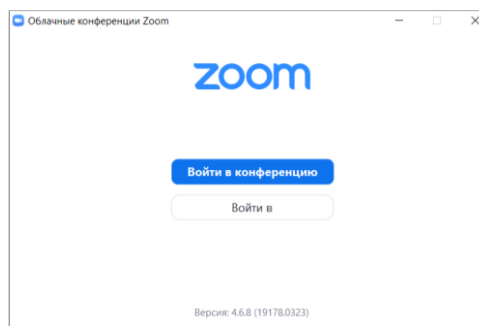 Облачные конференции Zoom
zoom
Войти в конференцию
Войти в
Версия: 4.6.8 (19178.0323)